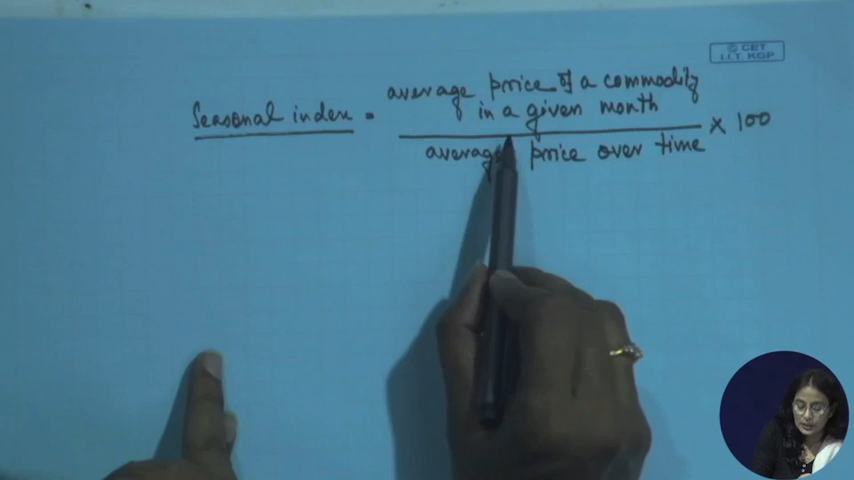 © CET
I.I.T. KGP
Seasonal index = average price of a commodity
in a given month
average price over time × 100